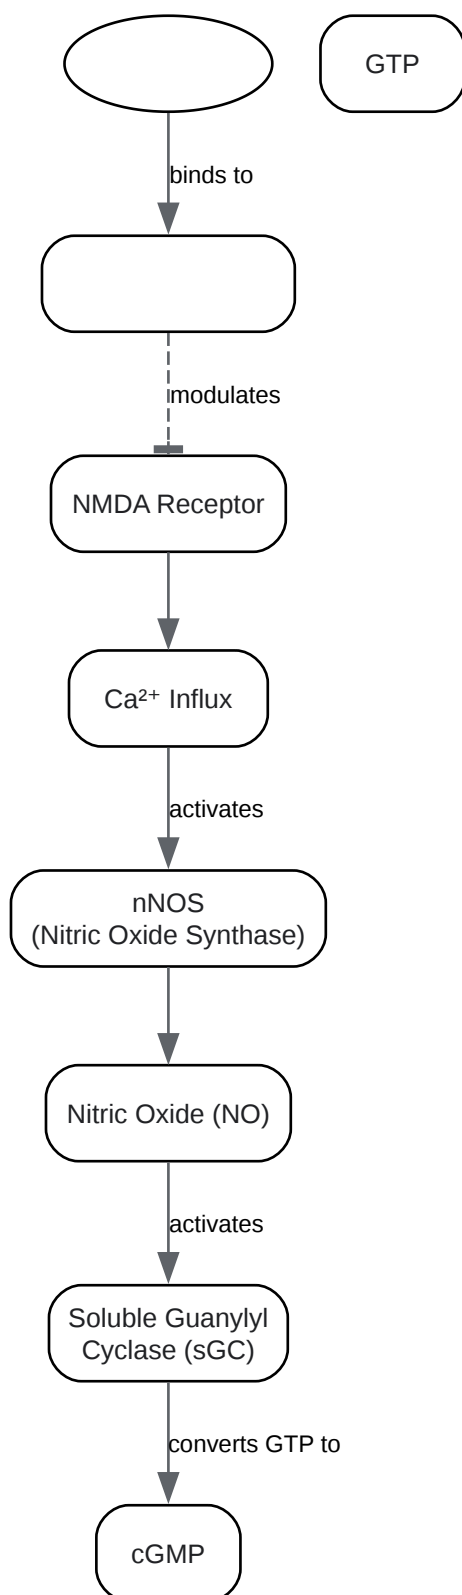 GTP
binds to
modulates
NMDA Receptor
Ca²⁺ Influx
activates
nNOS
(Nitric Oxide Synthase)
Nitric Oxide (NO)
activates
Soluble Guanylyl
Cyclase (sGC)
converts GTP to
cGMP